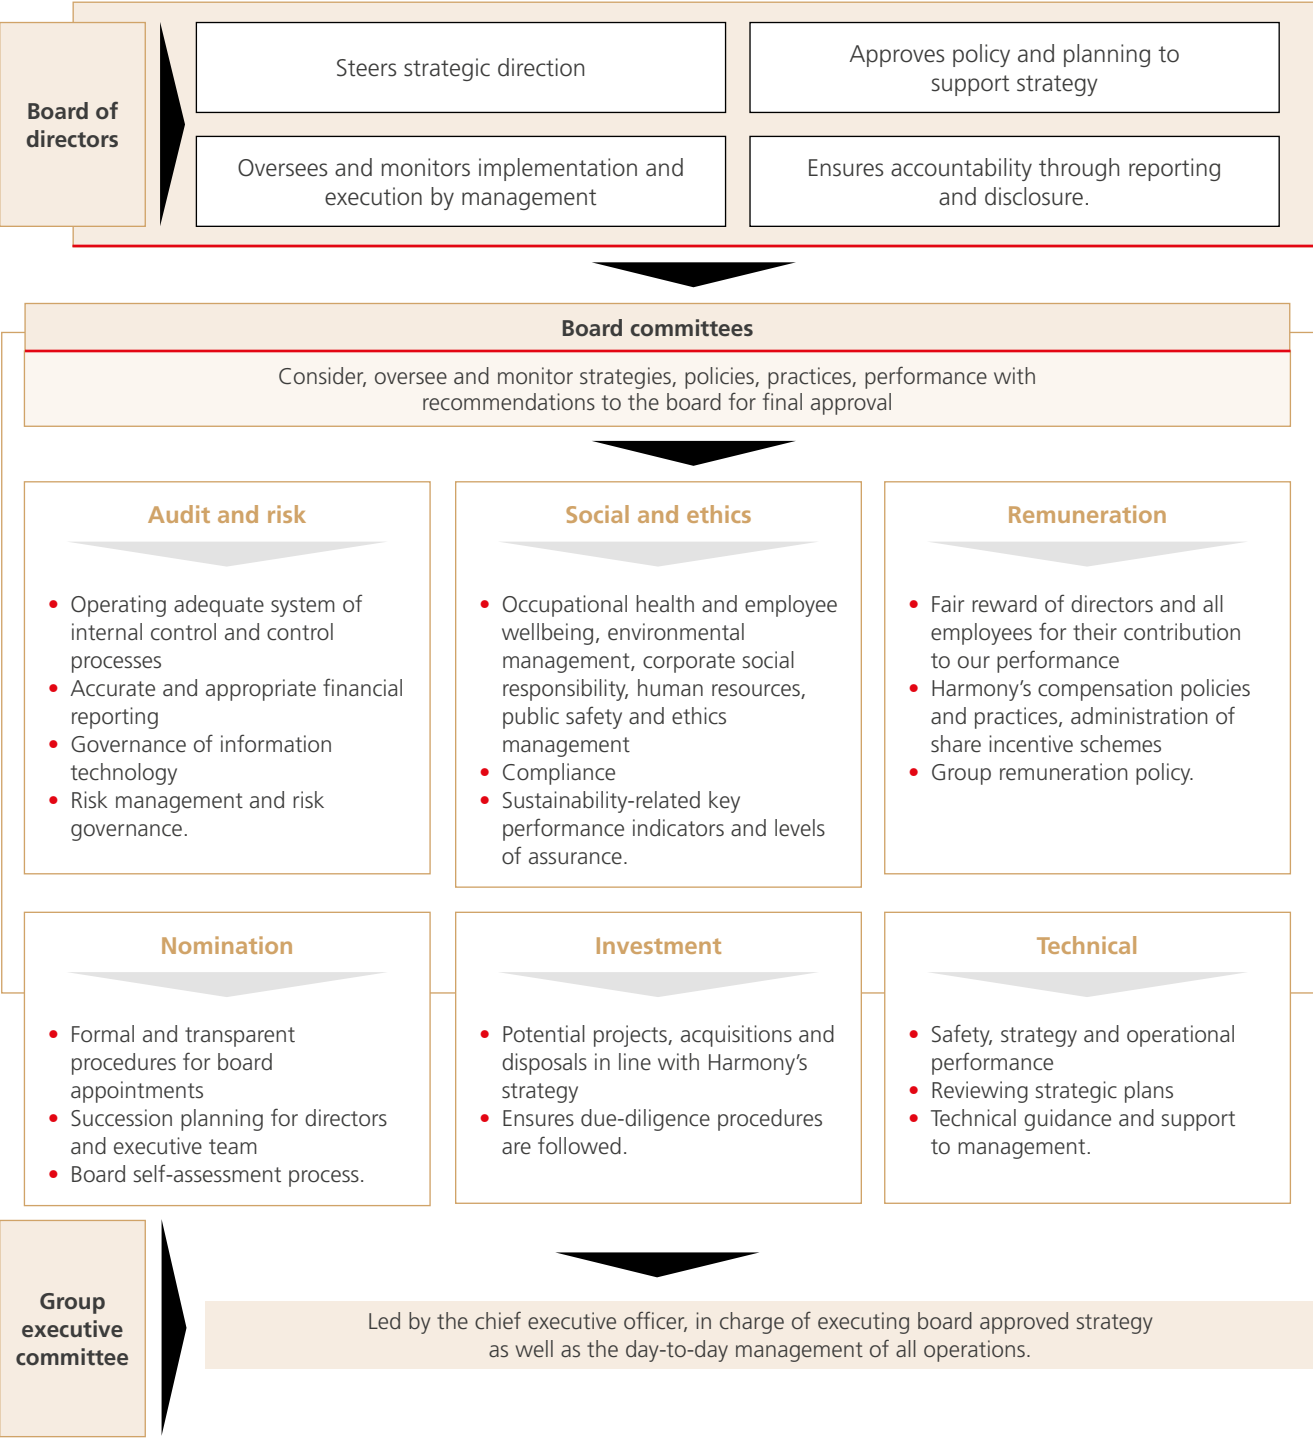 Board of
directors
Steers strategic direction
Approves policy and planning to
support strategy
Oversees and monitors implementation and
execution by management
Ensures accountability through reporting
and disclosure.
Board committees
Consider, oversee and monitor strategies, policies, practices, performance with
recommendations to the board for final approval
Audit and risk
• Operating adequate system of
internal control and control
processes
• Accurate and appropriate financial
reporting
• Governance of information
technology
• Risk management and risk
governance.
Social and ethics
• Occupational health and employee
wellbeing, environmental
management, corporate social
responsibility, human resources,
public safety and ethics
management
• Compliance
• Sustainability-related key
performance indicators and levels
of assurance.
Remuneration
• Fair reward of directors and all
employees for their contribution
to our performance
• Harmony's compensation policies
and practices, administration of
share incentive schemes
• Group remuneration policy.
Nomination
• Formal and transparent
procedures for board
appointments
• Succession planning for directors
and executive team
• Board self-assessment process.
Investment
• Potential projects, acquisitions and
disposals in line with Harmony's
strategy
• Ensures due-diligence procedures
are followed.
Technical
• Safety, strategy and operational
performance
• Reviewing strategic plans
• Technical guidance and support
to management.
Group
executive
committee
Led by the chief executive officer, in charge of executing board approved strategy
as well as the day-to-day management of all operations.